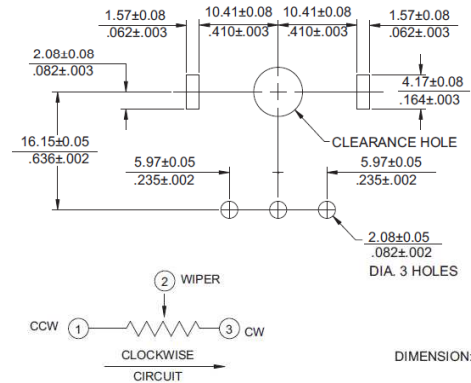 1.57±0.08
.062±.003
10.41±0.08
.410±.003
10.41±0.08
.410±.003
1.57±0.08
.062±.003
2.08±0.08
.082±.003
4.17±0.08
.164±.003
CLEARANCE HOLE
16.15±0.05
.636±.002
5.97±0.05
.235±.002
5.97±0.05
.235±.002
2.08±0.05
.082±.002
DIA. 3 HOLES
2 WIPER
CCW 1 3 CW
CLOCKWISE
CIRCUIT
DIMENSION: